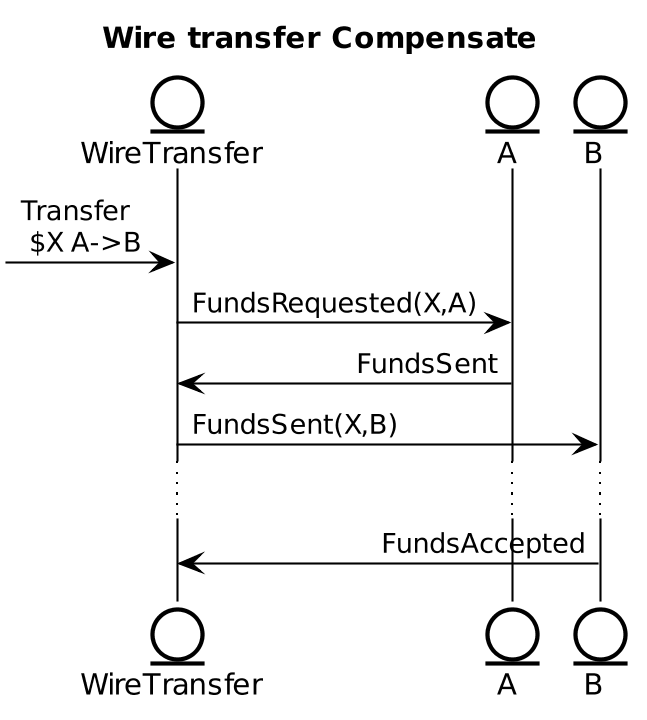 Wire transfer Compensate
WireTransfer
A
B
Transfer
$X A->B
FundsRequested(X,A)
FundsSent
FundsSent(X,B)
FundsAccepted
WireTransfer
A
B